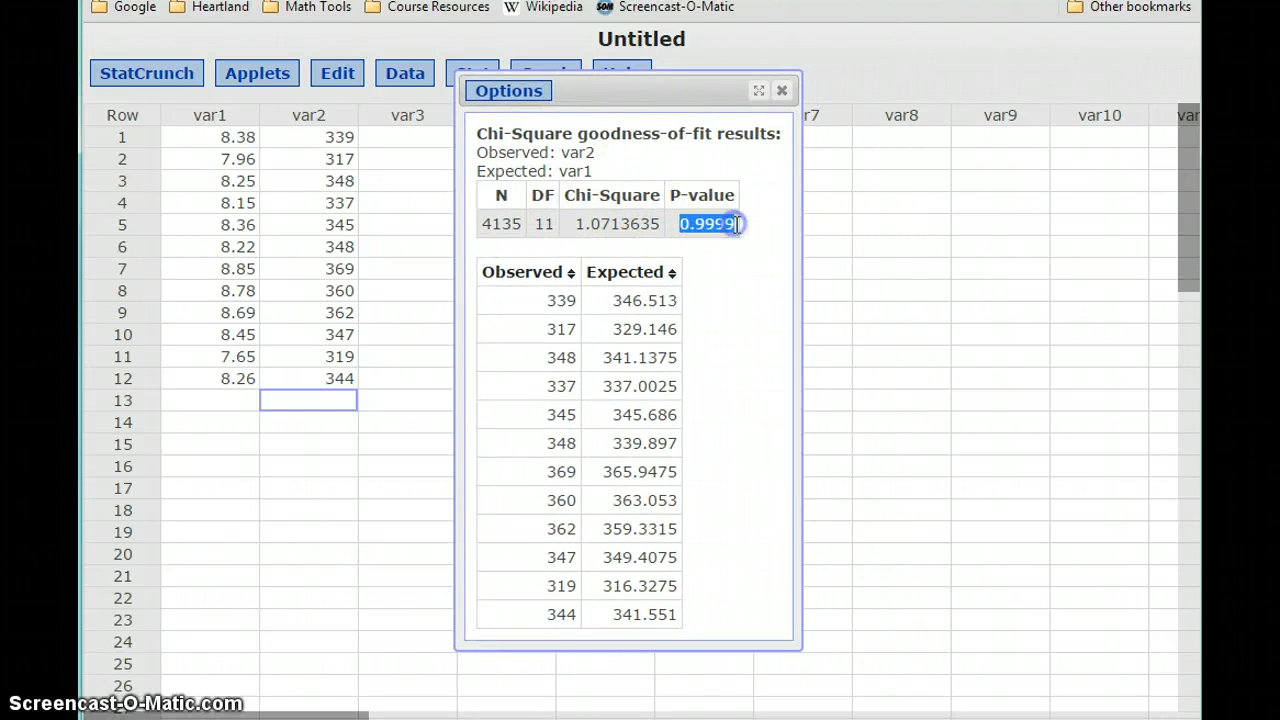 Google Heartland Math Tools Course Resources Wikipedia Screencast-O-Matic Other bookmarks
Untitled
StatCrunch Applets Edit Data
Options
Row var1 var2 var3 var8 var9 var10
1 8.38 339
2 7.96 317
3 8.25 348
4 8.15 337
5 8.36 345
6 8.22 348
7 8.85 369
8 8.78 360
9 8.69 362
10 8.45 347
11 7.65 319
12 8.26 344
13
14
15
16
17
18
19
20
21
22
23
24
25
26
Chi-Square goodness-of-fit results:
Observed: var2
Expected: var1
N DF Chi-Square P-value
4135 11 1.0713635 0.9999
Observed Expected
339 346.513
317 329.146
348 341.1375
337 337.0025
345 345.686
348 339.897
369 365.9475
360 363.053
362 359.3315
347 349.4075
319 316.3275
344 341.551
Screencast-O-Matic.com